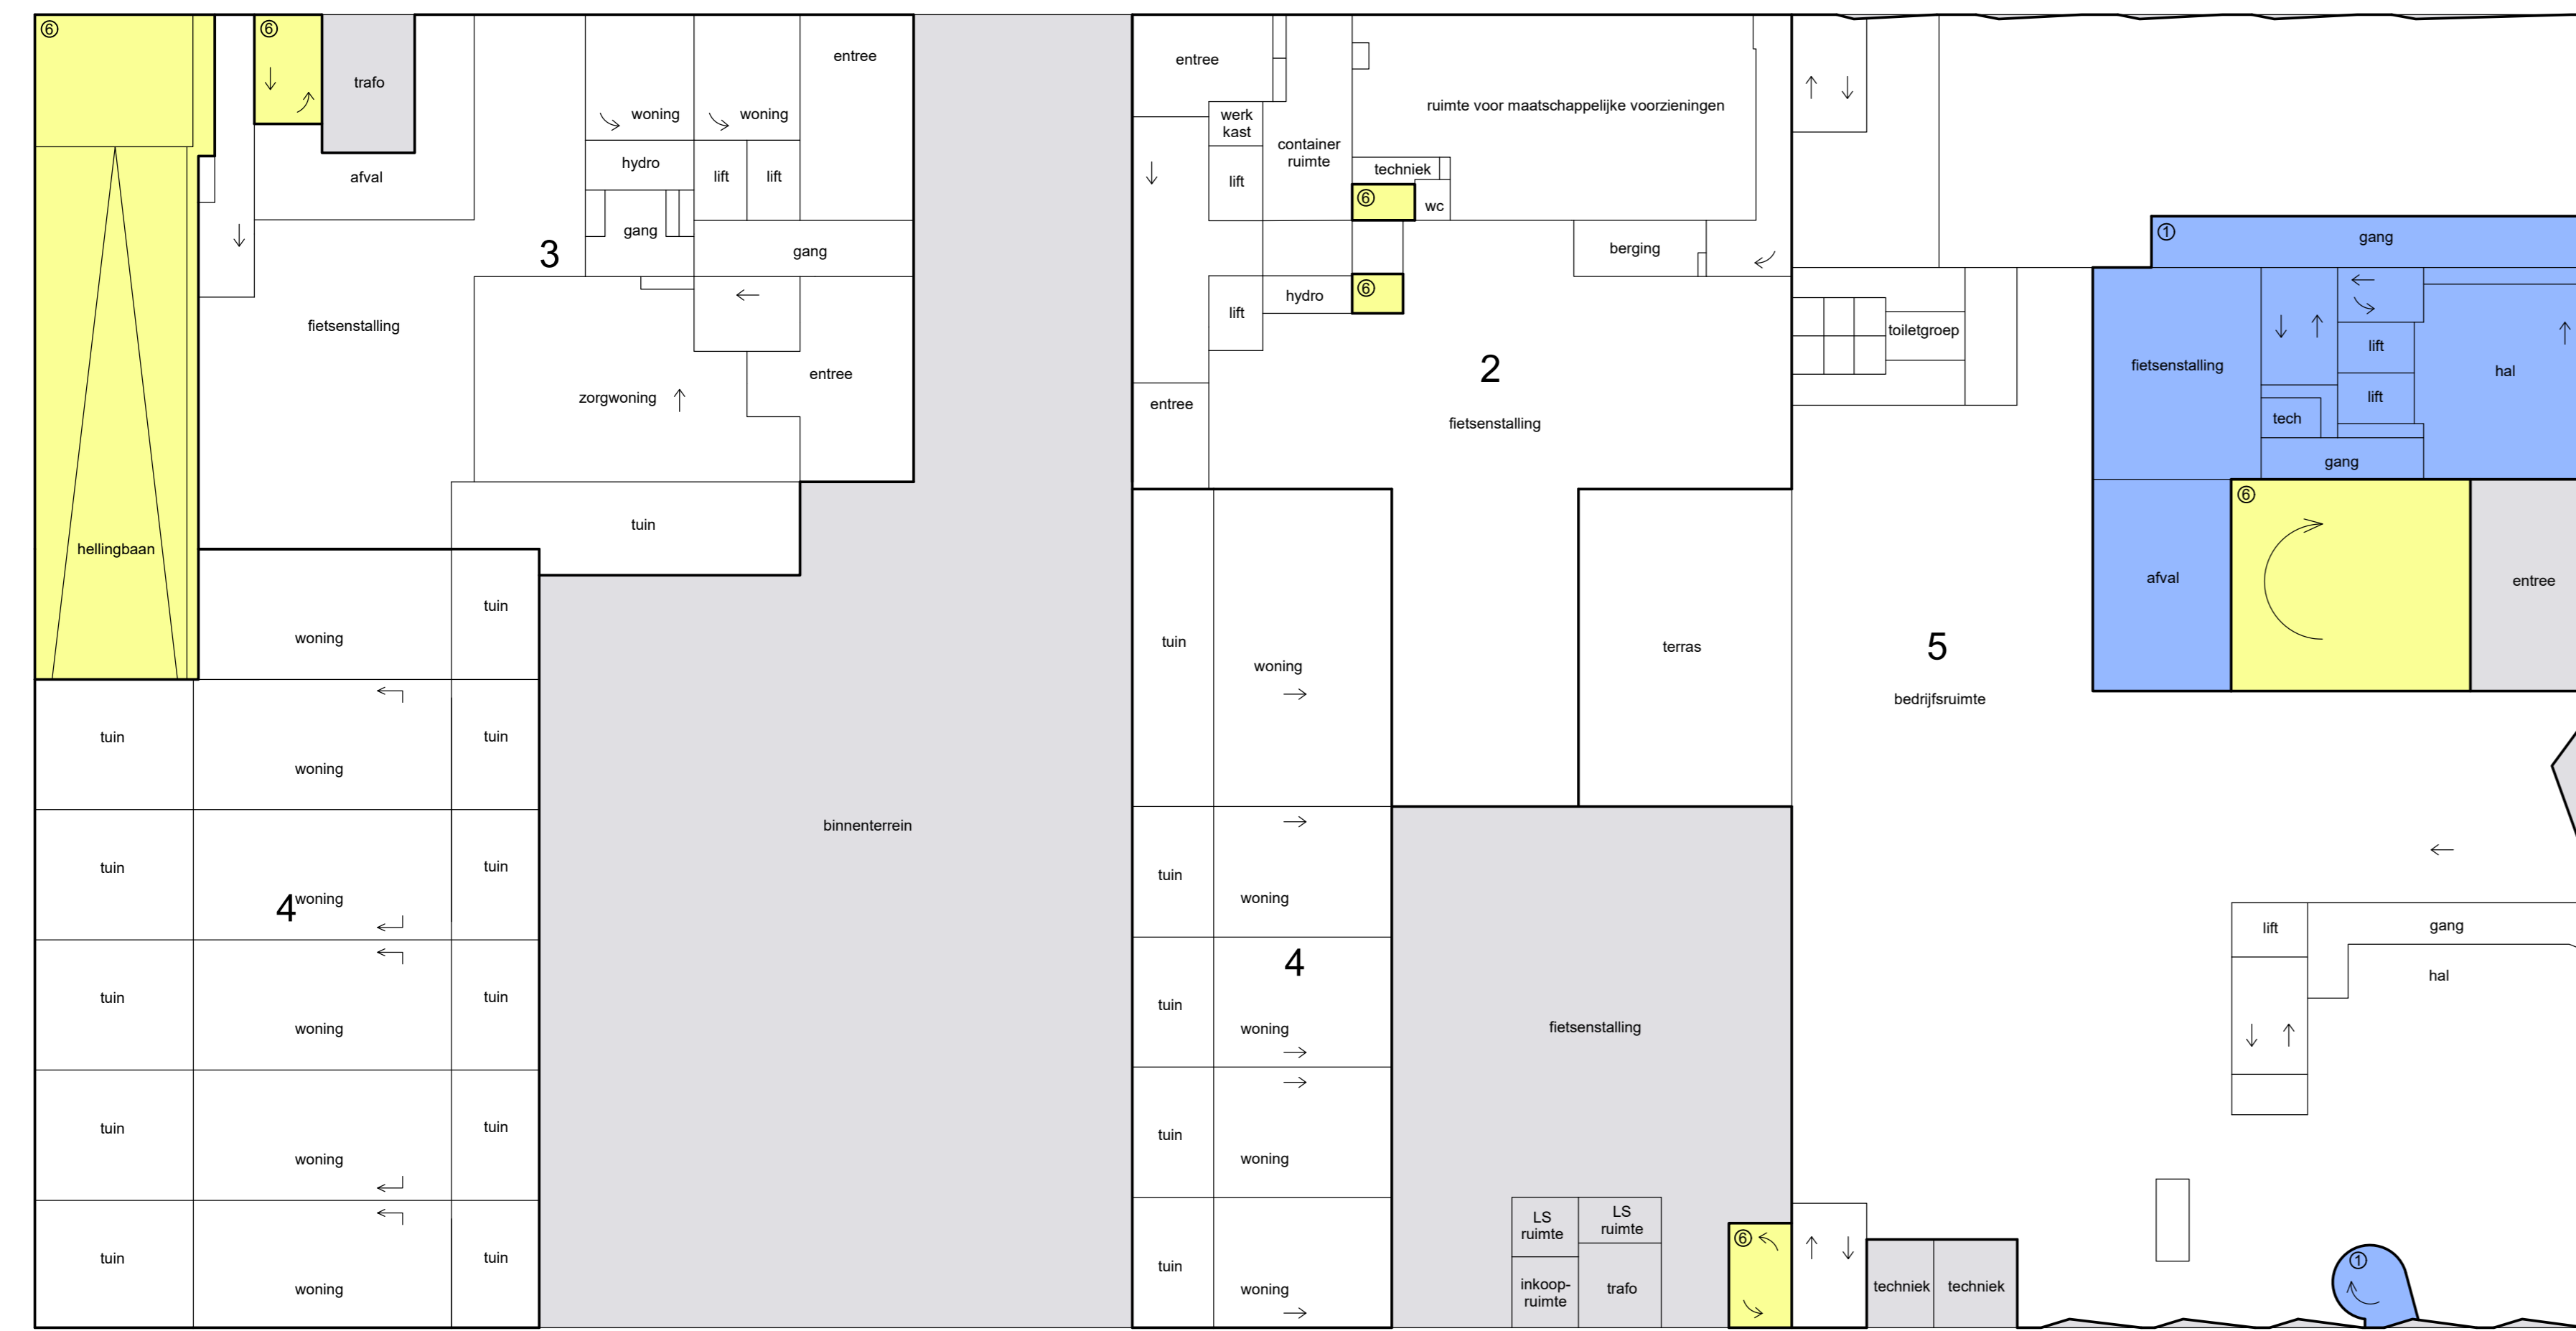 ⑥
⑥
trafo
afval
woning
woning
entree
hydro
lift
lift
gang
gang
3
fietsenstalling
zorgwoning
entree
tuin
hellingbaan
woning
tuin
tuin
woning
tuin
tuin
4
woning
tuin
tuin
woning
tuin
tuin
woning
tuin
tuin
woning
tuin
binnenterrein
entree
werk
kast
container
ruimte
ruimte voor maatschappelijke voorzieningen
techniek
lift
⑥
wc
berging
lift
hydro
⑥
2
entree
fietsenstalling
tuin
woning
terras
tuin
woning
4
tuin
woning
tuin
woning
tuin
woning
fietsenstalling
LS
ruimte
LS
ruimte
inkoop-
ruimte
trafo
⑥
toiletgroep
5
bedrijfsruimte
①
gang
fietsenstalling
lift
lift
hal
tech
gang
⑥
afval
entree
lift
gang
hal
techniek
techniek
①